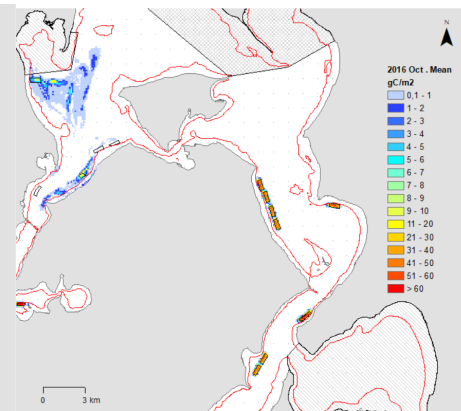 N
2016 Oct . Mean
gC/m2
0,1 - 1
1 - 2
2 - 3
3 - 4
4 - 5
5 - 6
6 - 7
7 - 8
8 - 9
9 - 10
11 - 20
21 - 30
31 - 40
41 - 50
51 - 60
> 60
0 3 km